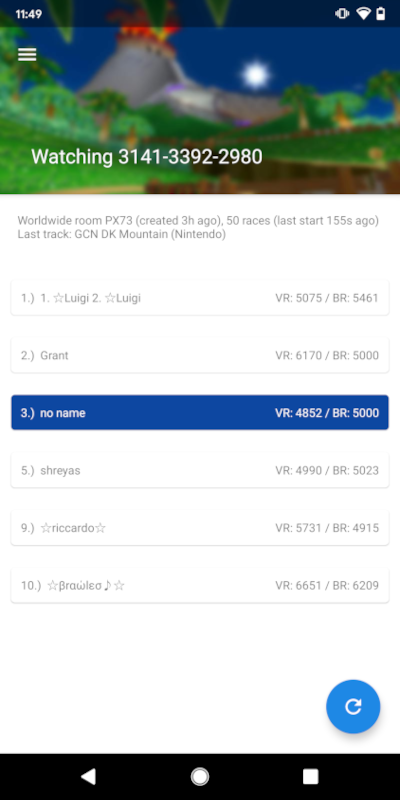 11:49
Watching 3141-3392-2980
Worldwide room PX73 (created 3h ago), 50 races (last start 155s ago)
Last track: GCN DK Mountain (Nintendo)
1.) 1. ☆Luigi 2. ☆Luigi VR: 5075 / BR: 5461
2.) Grant VR: 6170 / BR: 5000
3.) no name VR: 4852 / BR: 5000
5.) shreyas VR: 4990 / BR: 5023
9.) ☆riccardo☆ VR: 5731 / BR: 4915
10.) ☆βrαώlεσ♪☆ VR: 6651 / BR: 6209